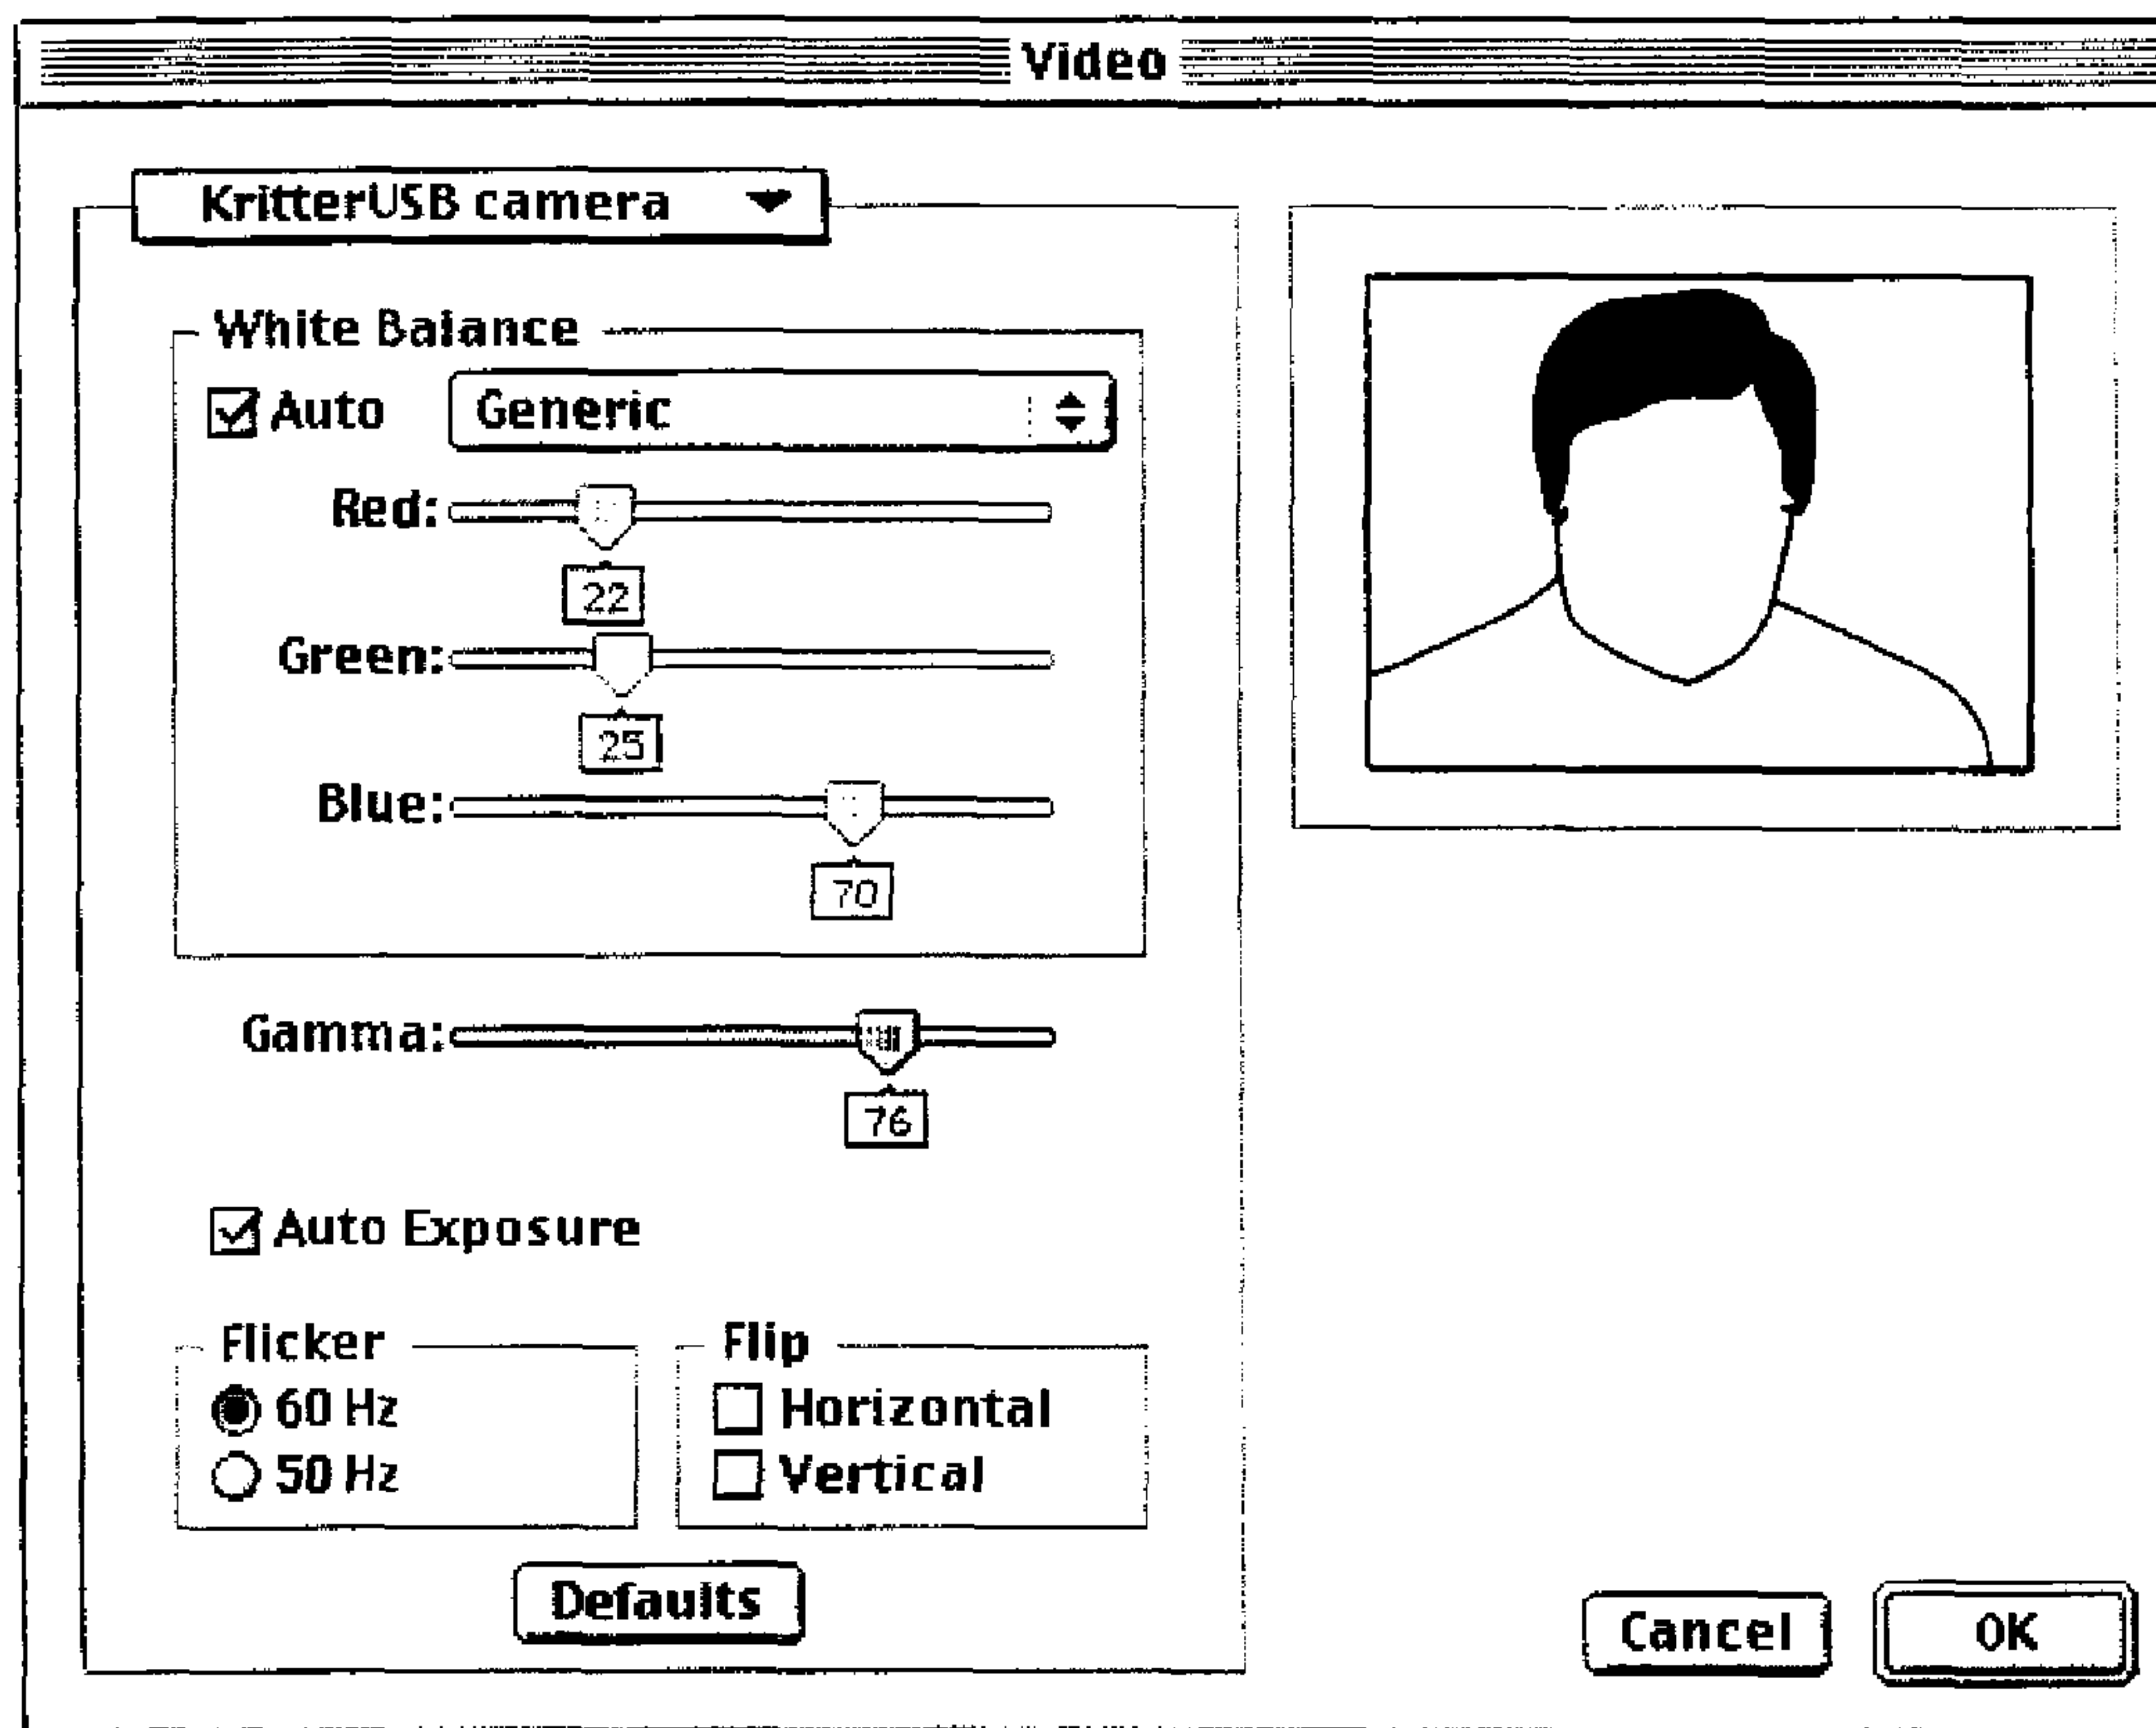 Video
KritterUSB camera
White Balance
Auto Generic
Red:
22
Green:
25
Blue:
70
Gamma:
76
Auto Exposure
Flicker
60 Hz
50 Hz
Flip
Horizontal
Vertical
Defaults
Cancel OK